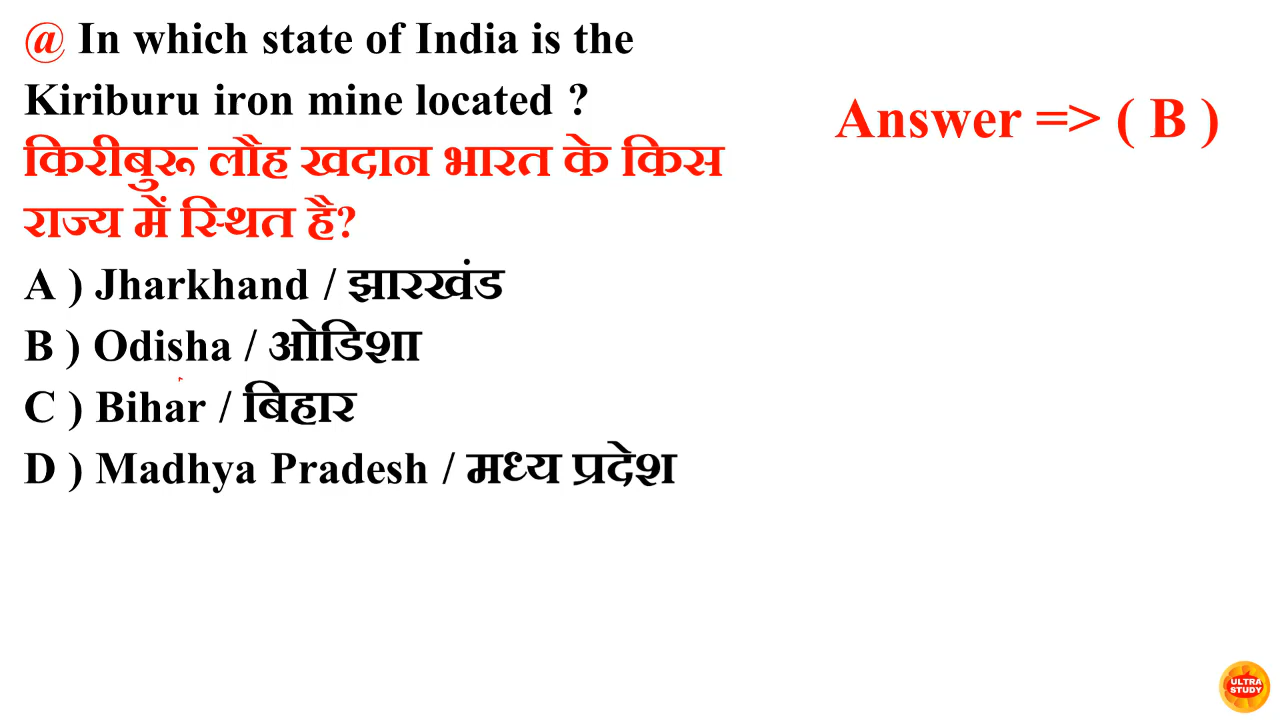 @ In which state of India is the
Kiriburu iron mine located ?
Answer => ( B )
किरीबुरू लौह खदान भारत के किस
राज्य में स्थित है?
A ) Jharkhand / झारखंड
B ) Odisha / ओडिशा
C ) Bihar / बिहार
D ) Madhya Pradesh / मध्य प्रदेश
ULTRA
STUDY